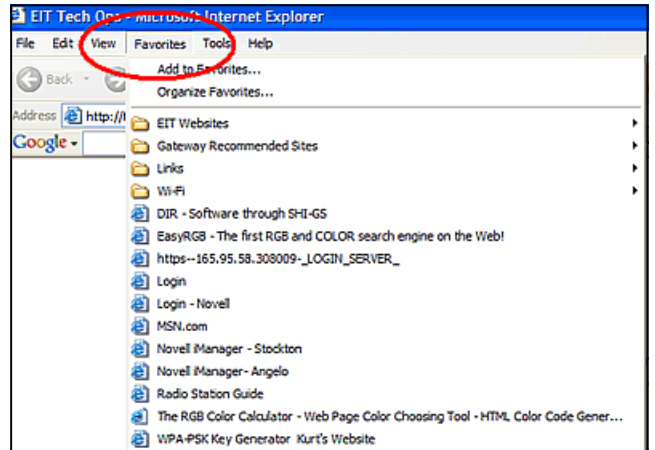 EIT Tech Ops - Microsoft Internet Explorer
File Edit View Favorites Tools Help
Back
Add to Favorites...
Organize Favorites...
Address http://
Google
EIT Websites
Gateway Recommended Sites
Links
Wi-Fi
DIR - Software through SHI-GS
EasyRGB - The first RGB and COLOR search engine on the Web!
https--165.95.58.308009-_LOGIN_SERVER_
Login
Login - Novell
MSN.com
Novell iManager - Stockton
Novell iManager- Angelo
Radio Station Guide
The RGB Color Calculator - Web Page Color Choosing Tool - HTML Color Code Gener...
WPA-PSK Key Generator Kurt's Website